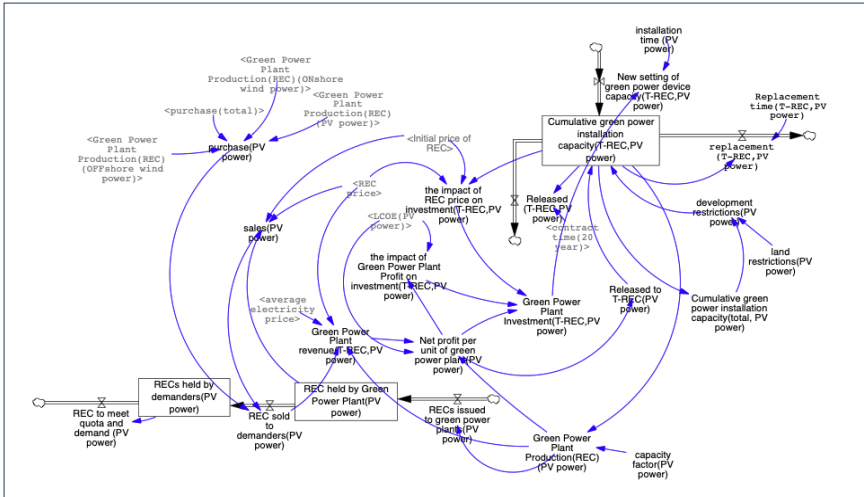 installation
time (PV
power)
<Green Power
Plant
Production(REC)(ONshore
wind power)>
New setting of
green power device
capacity(T-REC,PV
power)
Replacement
time(T-REC,PV
power)
<Green Power
Plant
Production(REC)
(PV power)>
<purchase(total)>
Cumulative green power
installation
capacity(T-REC,PV
power)
<Initial price of
REC>
replacement
(T-REC,PV
power)
<Green Power
Plant
Production(REC)
(OFFshore wind
power)>
purchase(PV
power)
<REC
price>
the impact of
REC price on
investment(T-REC,PV
power)
Released
(T-REC,PV
power)
<contract
time(20
year)>
development
restrictions(PV
power)
<LCOE(PV
power)>
sales(PV
power)
land
restrictions(PV
power)
the impact of
Green Power Plant
Profit on
investment(T-REC,PV
power)
Released to
T-REC(PV
power)
Cumulative green
power installation
capacity(total, PV
power)
<average
electricity
price>
Green Power
Plant
Investment(T-REC,PV
power)
Green Power
Plant
revenue(T-REC,PV
power)
Net profit per
unit of green
power plant(PV
power)
RECs held by
demanders(PV
power)
REC held by Green
Power Plant(PV
power)
REC to meet
quota and
demand (PV
power)
REC sold
to
demanders(PV
power)
RECs issued
to green power
plants(PV
power)
Green Power
Plant
Production(REC)
(PV power)
capacity
factor(PV
power)